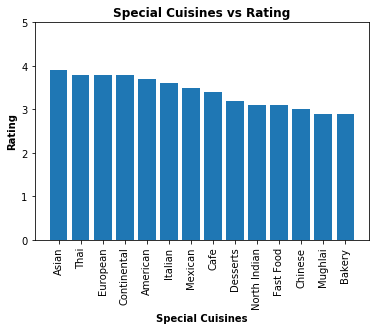 Special Cuisines vs Rating
5
4
3
2
1
0
Rating
Asian
Thai
European
Continental
American
Italian
Mexican
Cafe
Desserts
North Indian
Fast Food
Chinese
Mughlai
Bakery
Special Cuisines